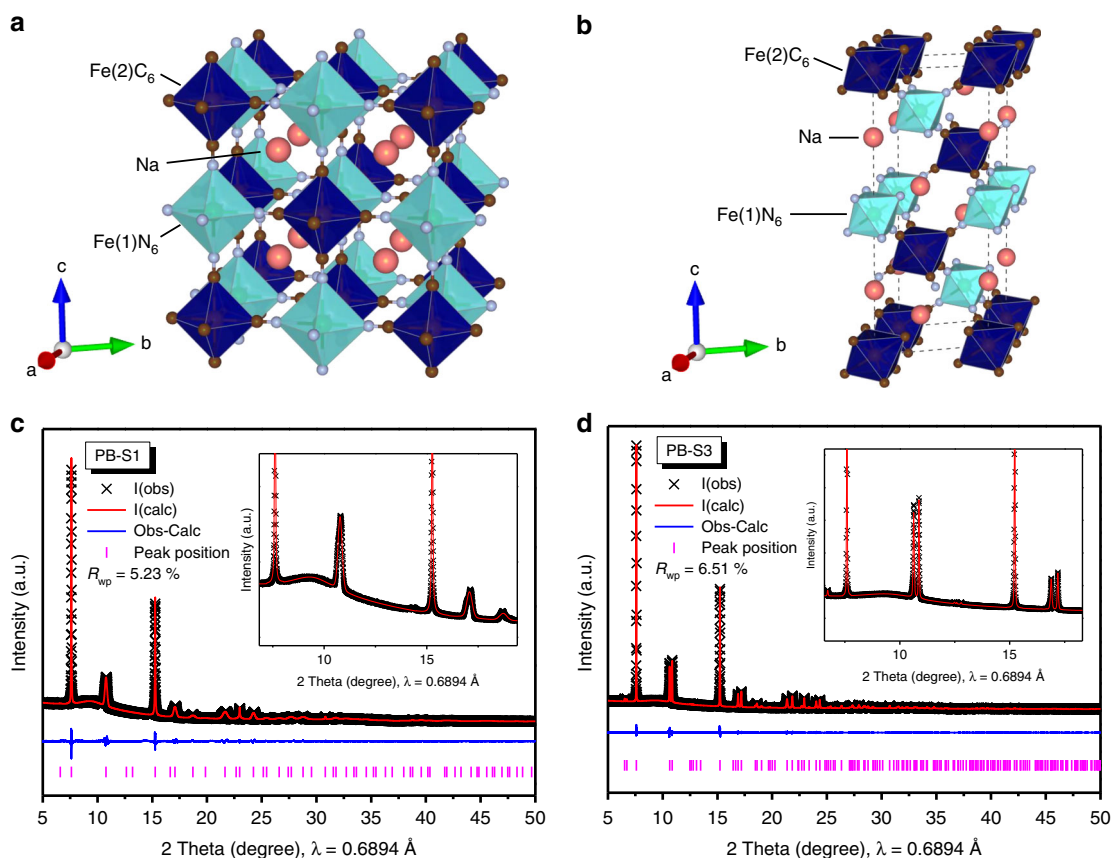 a
Fe(2)C6
Na
Fe(1)N6
c
b
a
b
Fe(2)C6
Na
Fe(1)N6
c
b
a
c
PB-S1
I(obs)
I(calc)
Obs-Calc
Peak position
Rwp = 5.23 %
Intensity (a.u.)
5 10 15 20 25 30 35 40 45 50
2 Theta (degree), λ = 0.6894 Å
Intensity (a.u.)
10 15
2 Theta (degree), λ = 0.6894 Å
d
PB-S3
I(obs)
I(calc)
Obs-Calc
Peak position
Rwp = 6.51 %
Intensity (a.u.)
5 10 15 20 25 30 35 40 45 50
2 Theta (degree), λ = 0.6894 Å
Intensity (a.u.)
10 15
2 Theta (degree), λ = 0.6894 Å